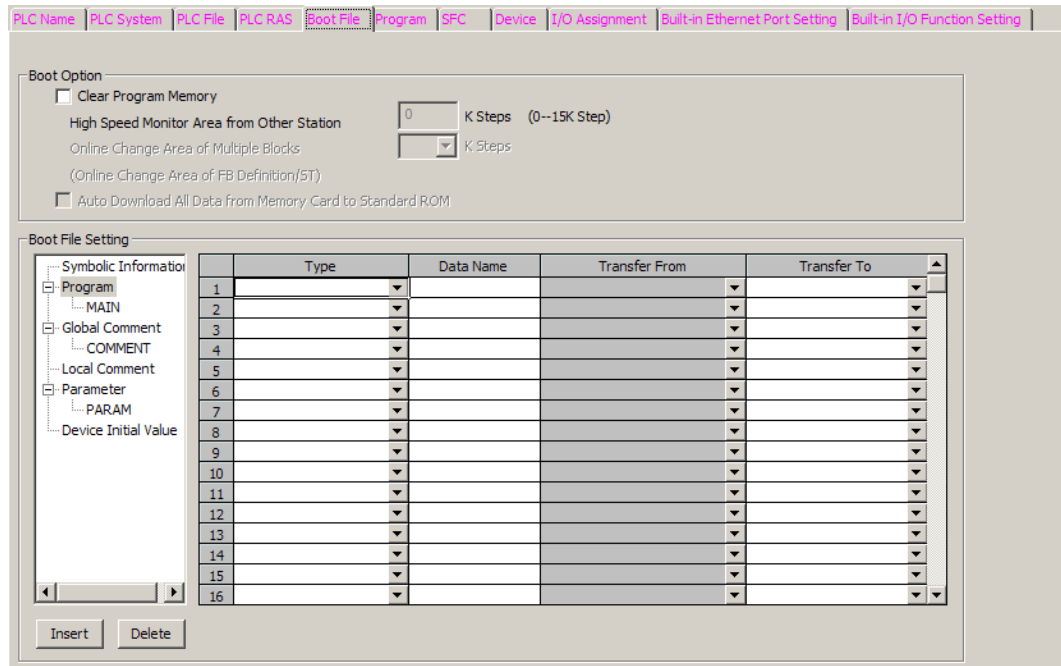 PLC Name PLC System PLC File PLC RAS Boot File Program SFC Device I/O Assignment Built-in Ethernet Port Setting Built-in I/O Function Setting
Boot Option
Clear Program Memory
High Speed Monitor Area from Other Station 0 K Steps (0--15K Step)
Online Change Area of Multiple Blocks K Steps
(Online Change Area of FB Definition/ST)
Auto Download All Data from Memory Card to Standard ROM
Boot File Setting
Symbolic Information
Program
MAIN
Global Comment
COMMENT
Local Comment
Parameter
PARAM
Device Initial Value
Type Data Name Transfer From Transfer To
1
2
3
4
5
6
7
8
9
10
11
12
13
14
15
16
Insert Delete